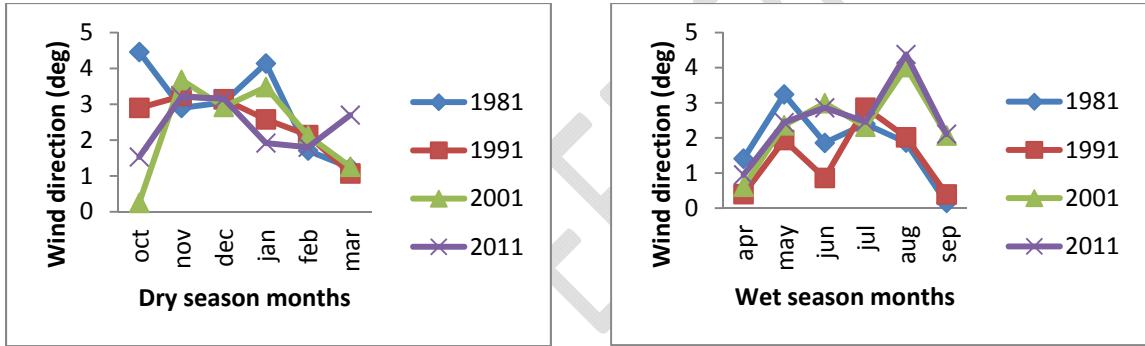 Wind direction (deg)
5
4
3
2
1
0
oct
nov
dec
jan
feb
mar
Dry season months
1981
1991
2001
2011
Wind direction (deg)
5
4
3
2
1
0
apr
may
jun
jul
aug
sep
Wet season months
1981
1991
2001
2011